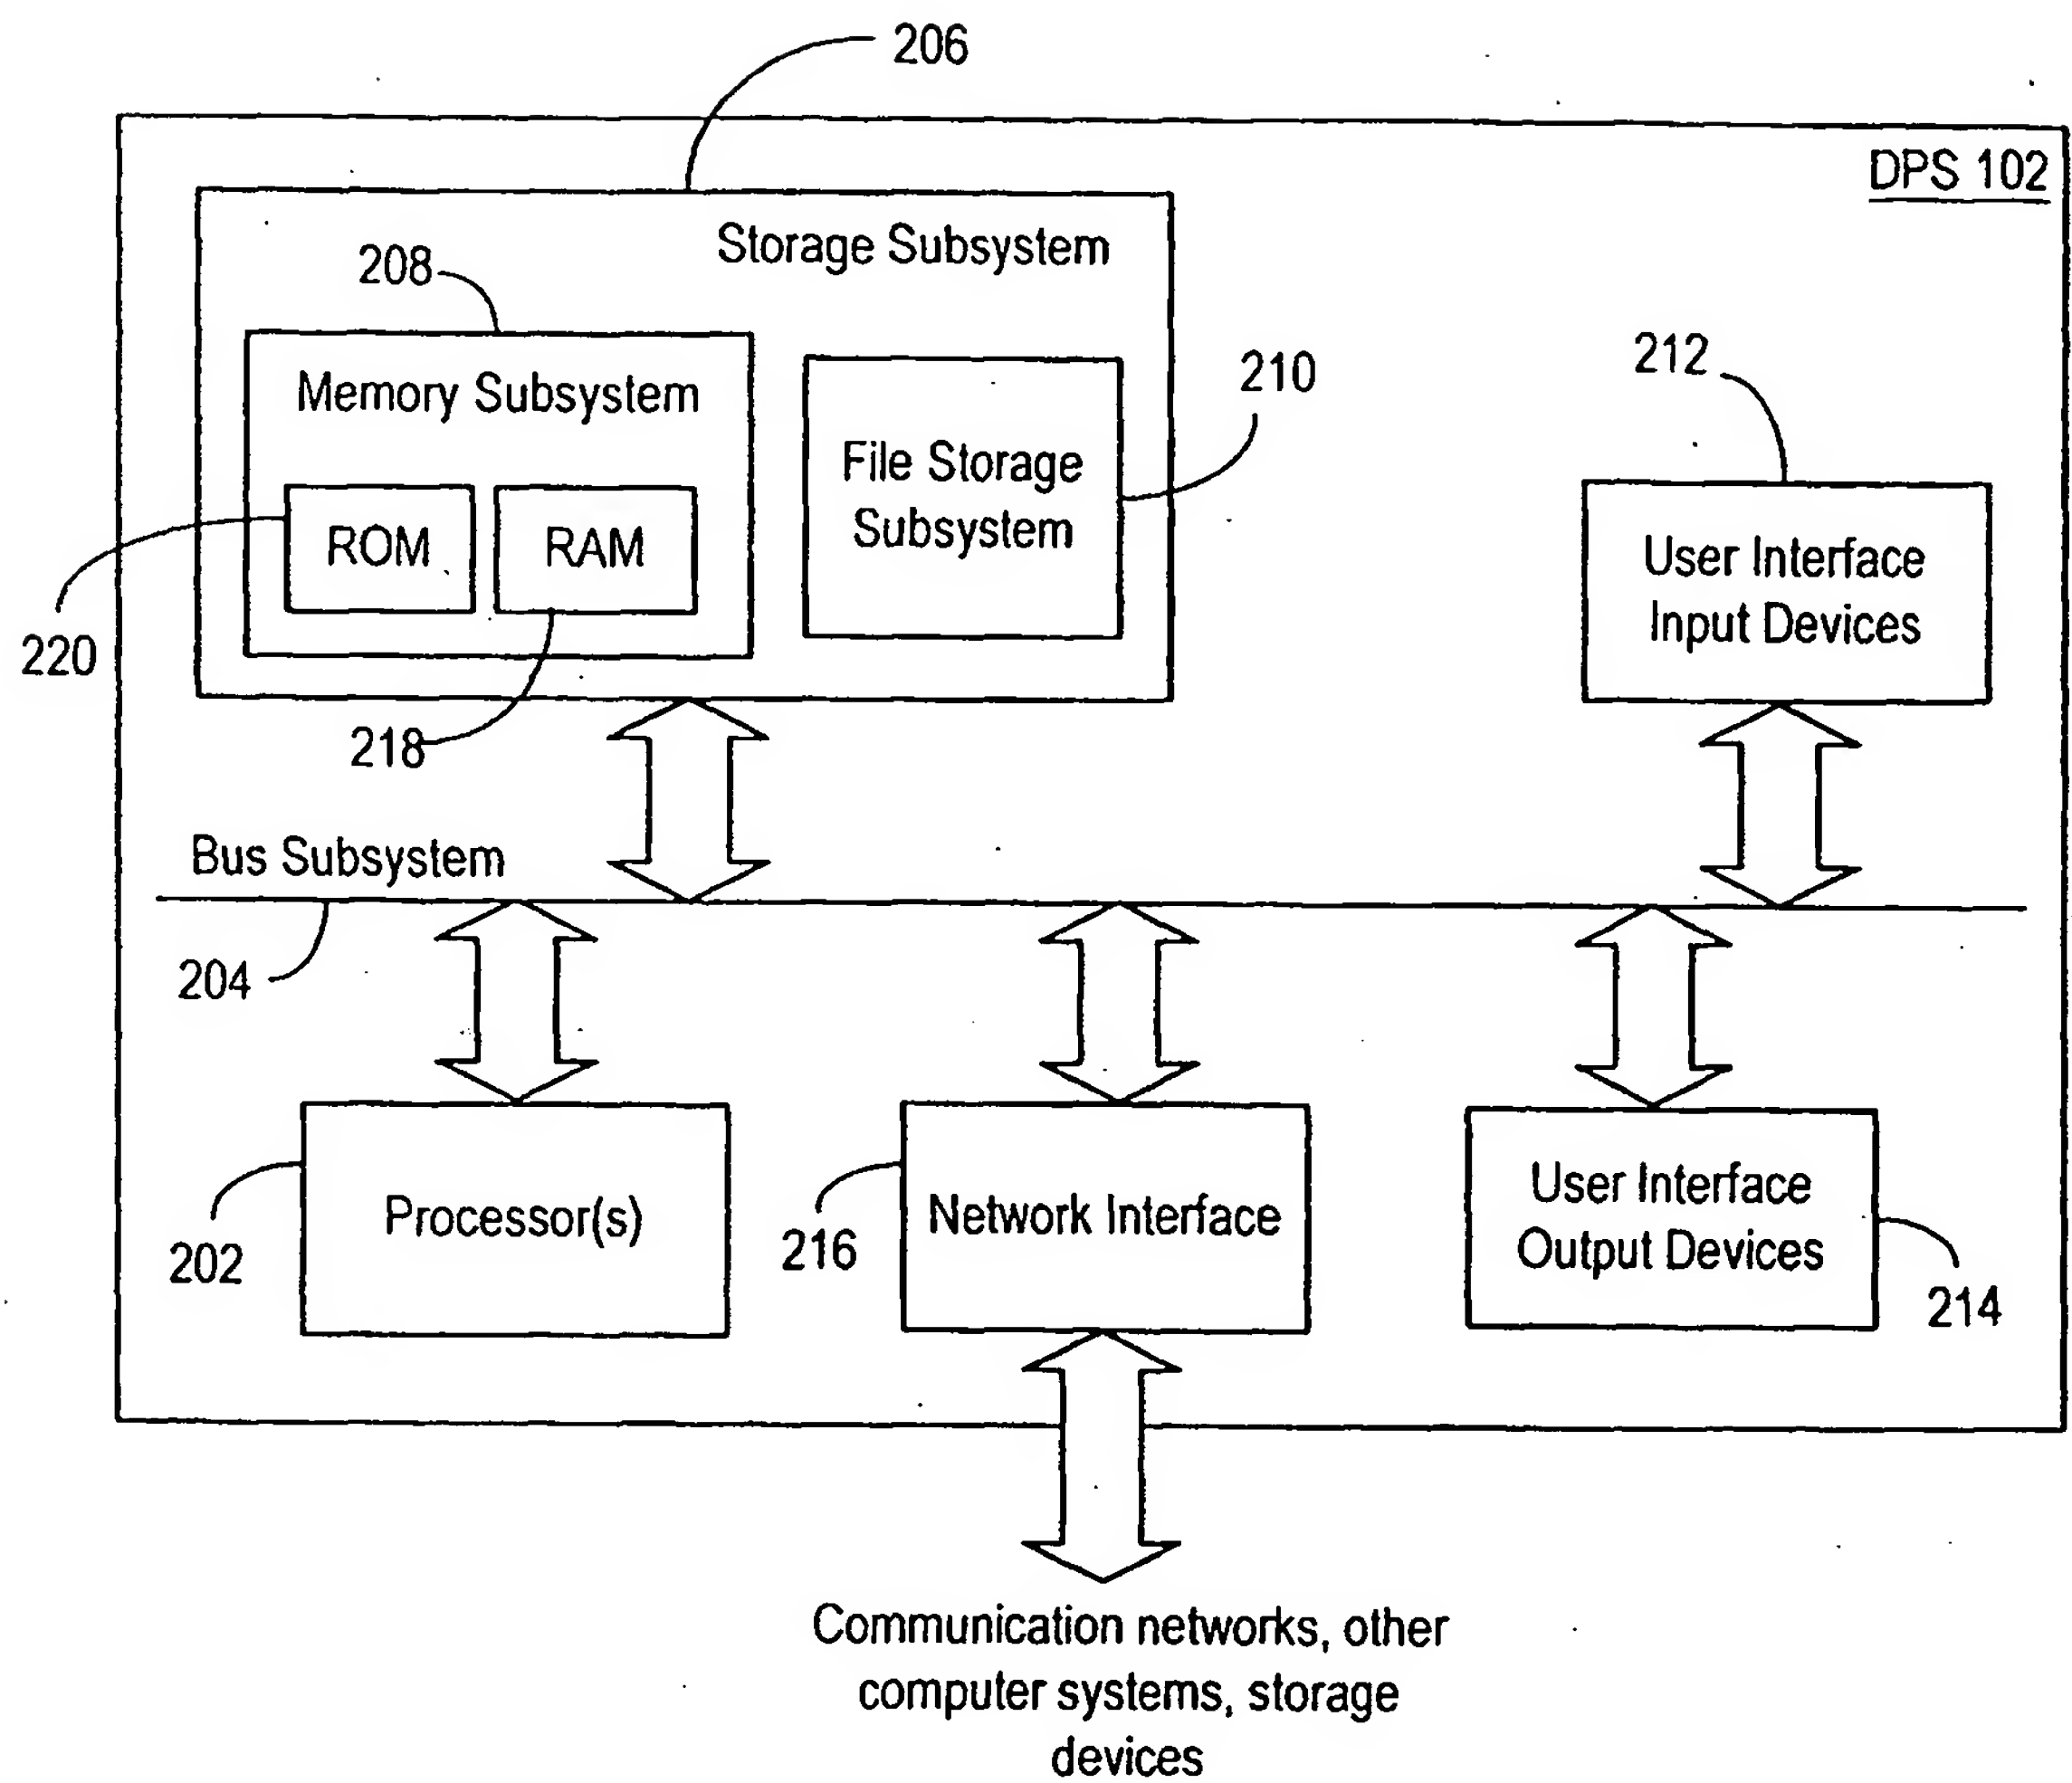 206
DPS 102
Storage Subsystem
208
Memory Subsystem
210
212
File Storage
Subsystem
ROM
RAM
User Interface
Input Devices
220
218
Bus Subsystem
204
Processor(s)
202
Network Interface
216
User Interface
Output Devices
214
Communication networks, other
computer systems, storage
devices